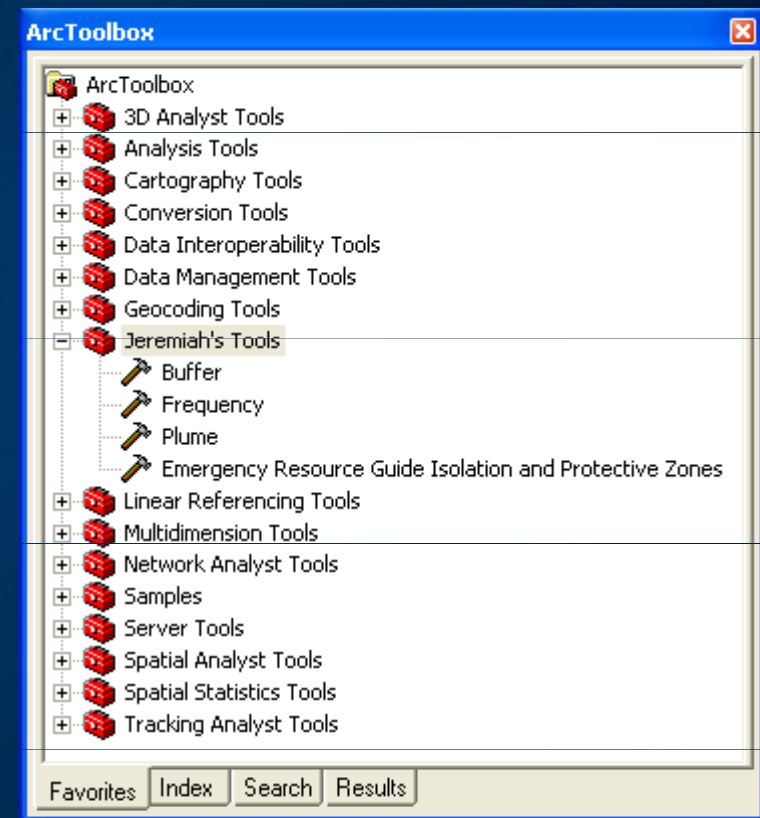 ArcToolbox
ArcToolbox
3D Analyst Tools
Analysis Tools
Cartography Tools
Conversion Tools
Data Interoperability Tools
Data Management Tools
Geocoding Tools
Jeremiah's Tools
Buffer
Frequency
Plume
Emergency Resource Guide Isolation and Protective Zones
Linear Referencing Tools
Multidimension Tools
Network Analyst Tools
Samples
Server Tools
Spatial Analyst Tools
Spatial Statistics Tools
Tracking Analyst Tools
Favorites Index Search Results